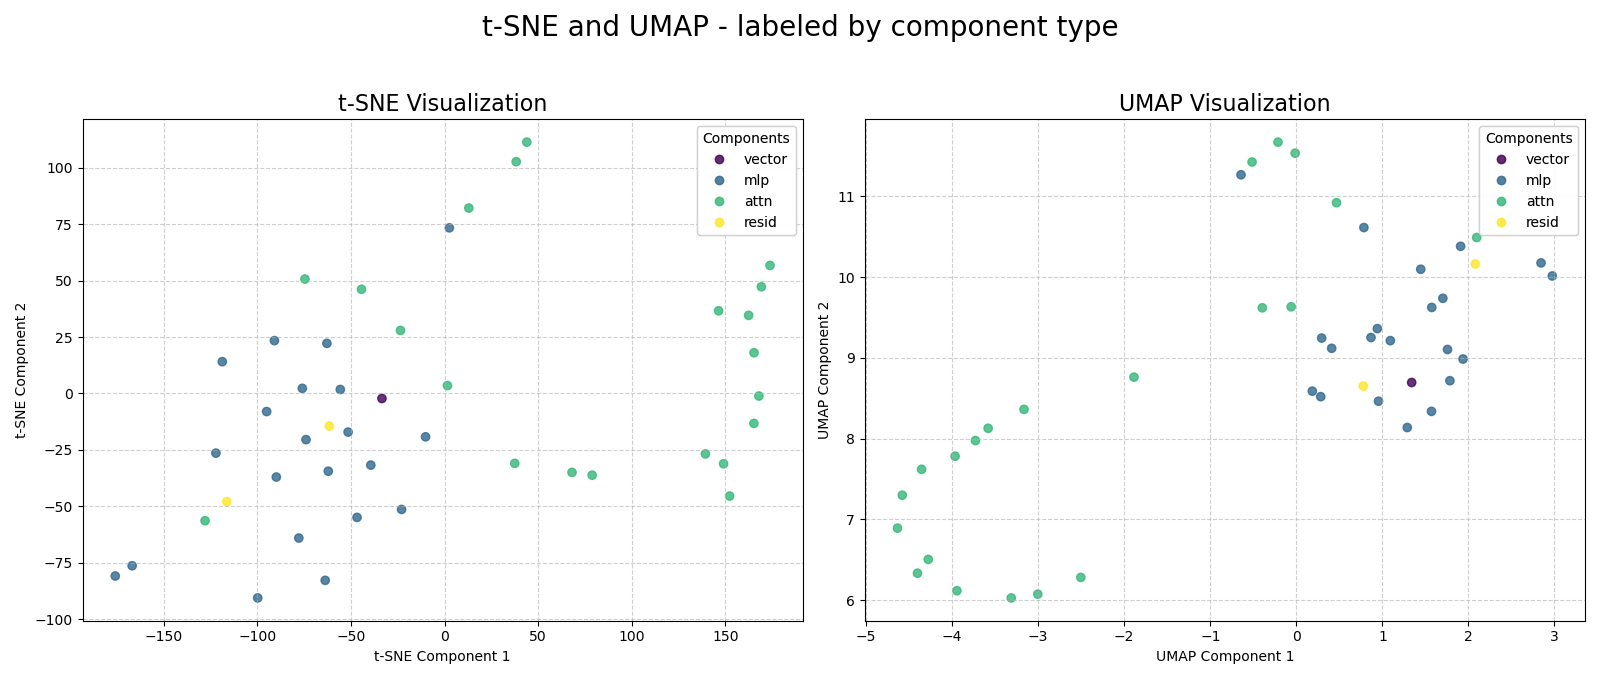 t-SNE and UMAP - labeled by component type
t-SNE Visualization
Components
vector
mlp
attn
resid
100
75
50
25
0
−25
−50
−75
−100
t-SNE Component 2
−150
−100
−50
0
50
100
150
t-SNE Component 1
UMAP Visualization
Components
vector
mlp
attn
resid
11
10
9
8
7
6
UMAP Component 2
−5
−4
−3
−2
−1
0
1
2
3
UMAP Component 1